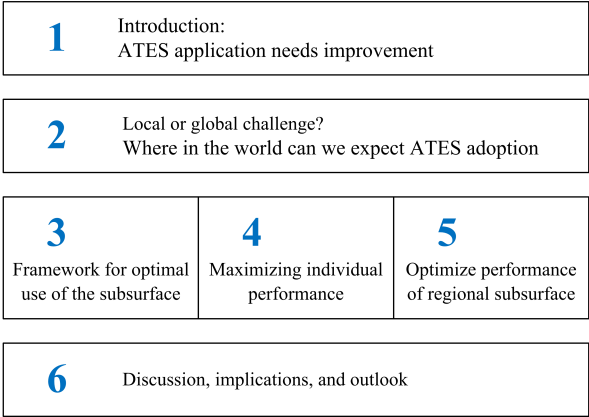 1
Introduction:
ATES application needs improvement
2
Local or global challenge?
Where in the world can we expect ATES adoption
3
Framework for optimal
use of the subsurface
4
Maximizing individual
performance
5
Optimize performance
of regional subsurface
6
Discussion, implications, and outlook